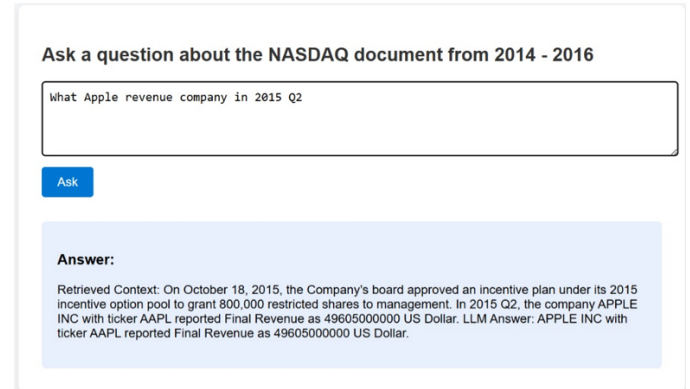 Ask a question about the NASDAQ document from 2014 - 2016
What Apple revenue company in 2015 Q2
Ask
Answer:
Retrieved Context: On October 18, 2015, the Company's board approved an incentive plan under its 2015
incentive option pool to grant 800,000 restricted shares to management. In 2015 Q2, the company APPLE
INC with ticker AAPL reported Final Revenue as 49605000000 US Dollar. LLM Answer: APPLE INC with
ticker AAPL reported Final Revenue as 49605000000 US Dollar.